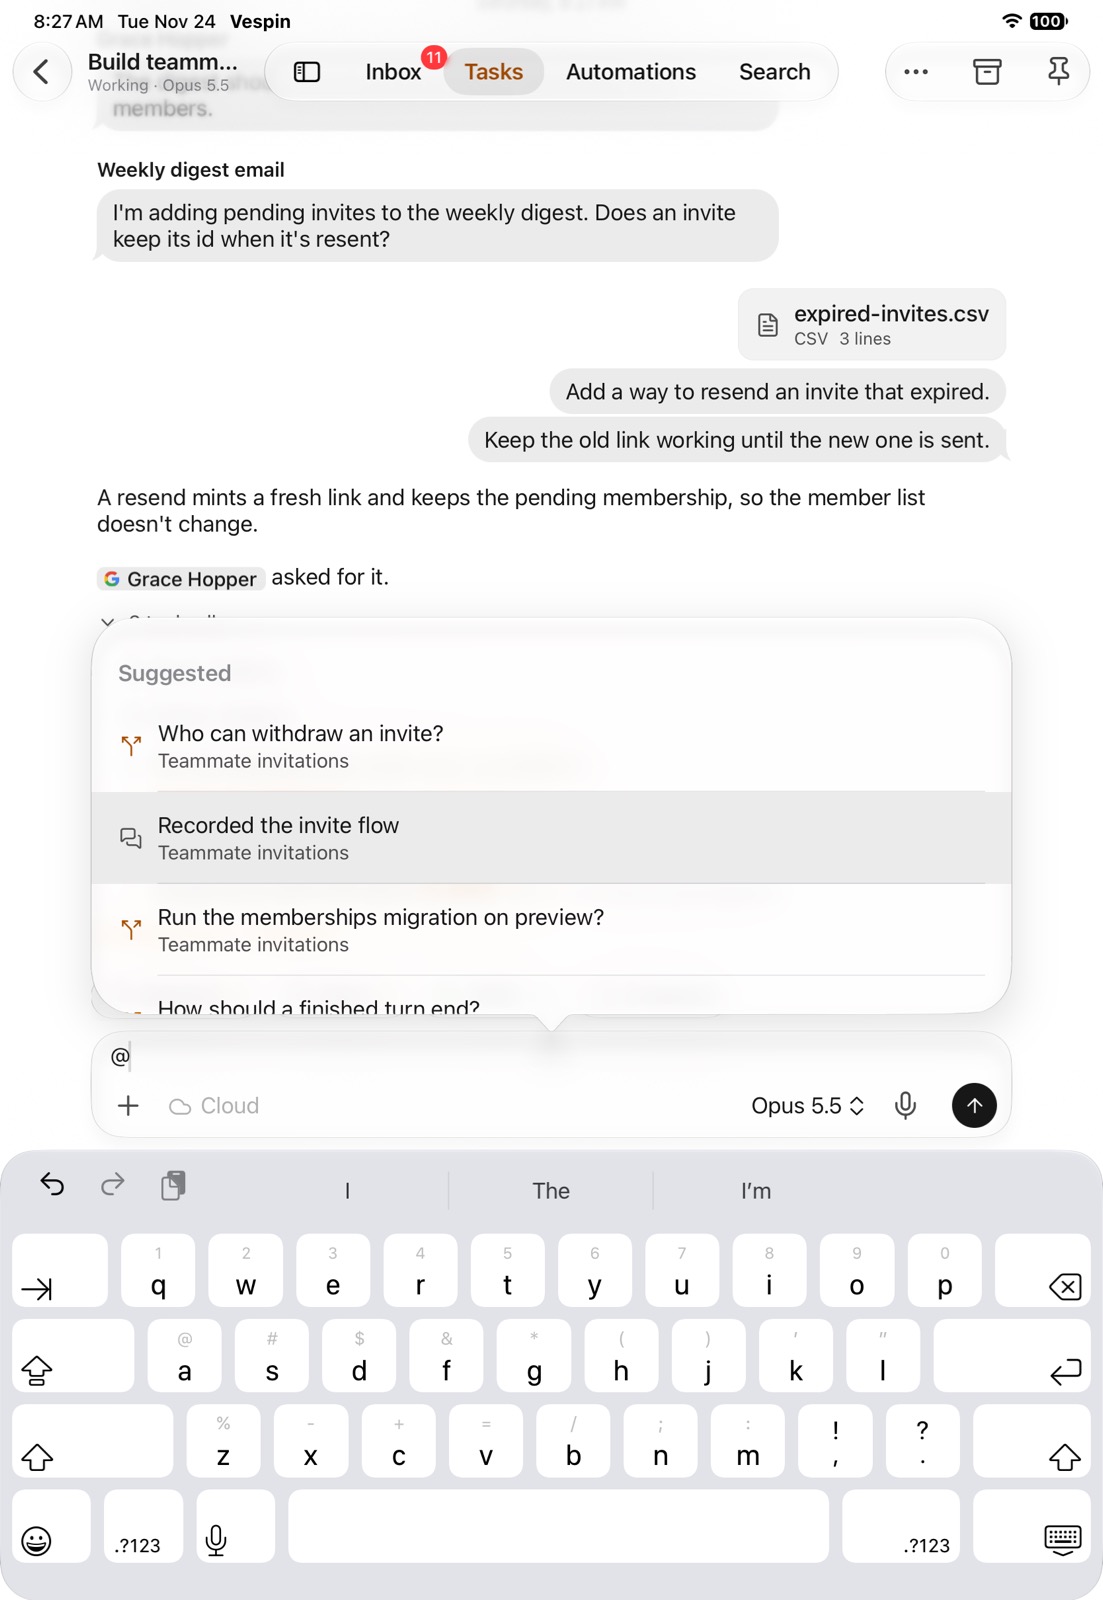 8:27 AM Tue Nov 24 Vespin
100
Build teamm...
Working · Opus 5.5
Inbox
11
Tasks
Automations
Search
members.
Weekly digest email
I'm adding pending invites to the weekly digest. Does an invite
keep its id when it's resent?
expired-invites.csv
CSV 3 lines
Add a way to resend an invite that expired.
Keep the old link working until the new one is sent.
A resend mints a fresh link and keeps the pending membership, so the member list
doesn't change.
Grace Hopper asked for it.
Suggested
Who can withdraw an invite?
Teammate invitations
Recorded the invite flow
Teammate invitations
Run the memberships migration on preview?
Teammate invitations
How should a finished turn end?
@
Cloud
Opus 5.5
I
The
I'm
1 2 3 4 5 6 7 8 9 0
q w e r t y u i o p
@ # $ & * ( ) ' "
a s d f g h j k l
% - + = / ; : ! ?
z x c v b n m , .
.?123
.?123